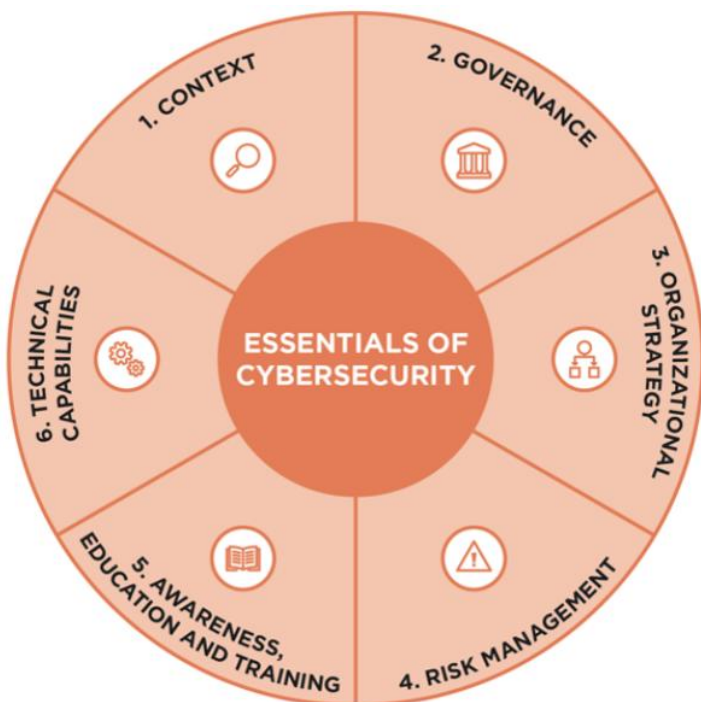 1. CONTEXT
2. GOVERNANCE
3. ORGANIZATIONAL
STRATEGY
4. RISK MANAGEMENT
5. AWARENESS,
EDUCATION AND TRAINING
6. TECHNICAL
CAPABILITIES
ESSENTIALS OF
CYBERSECURITY